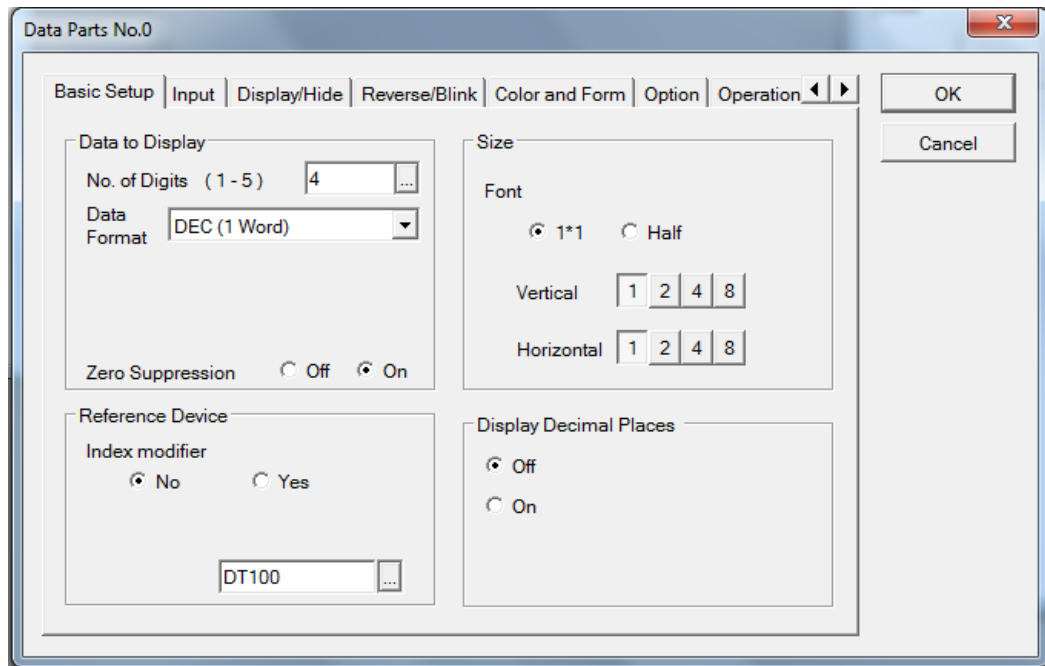 Data Parts No.0
x
Basic Setup Input Display/Hide Reverse/Blink Color and Form Option Operation
OK
Cancel
Data to Display
No. of Digits ( 1 - 5 ) 4 ...
Data Format DEC (1 Word)
Zero Suppression Off On
Size
Font
1*1 Half
Vertical 1 2 4 8
Horizontal 1 2 4 8
Reference Device
Index modifier
No Yes
DT100 ...
Display Decimal Places
Off
On